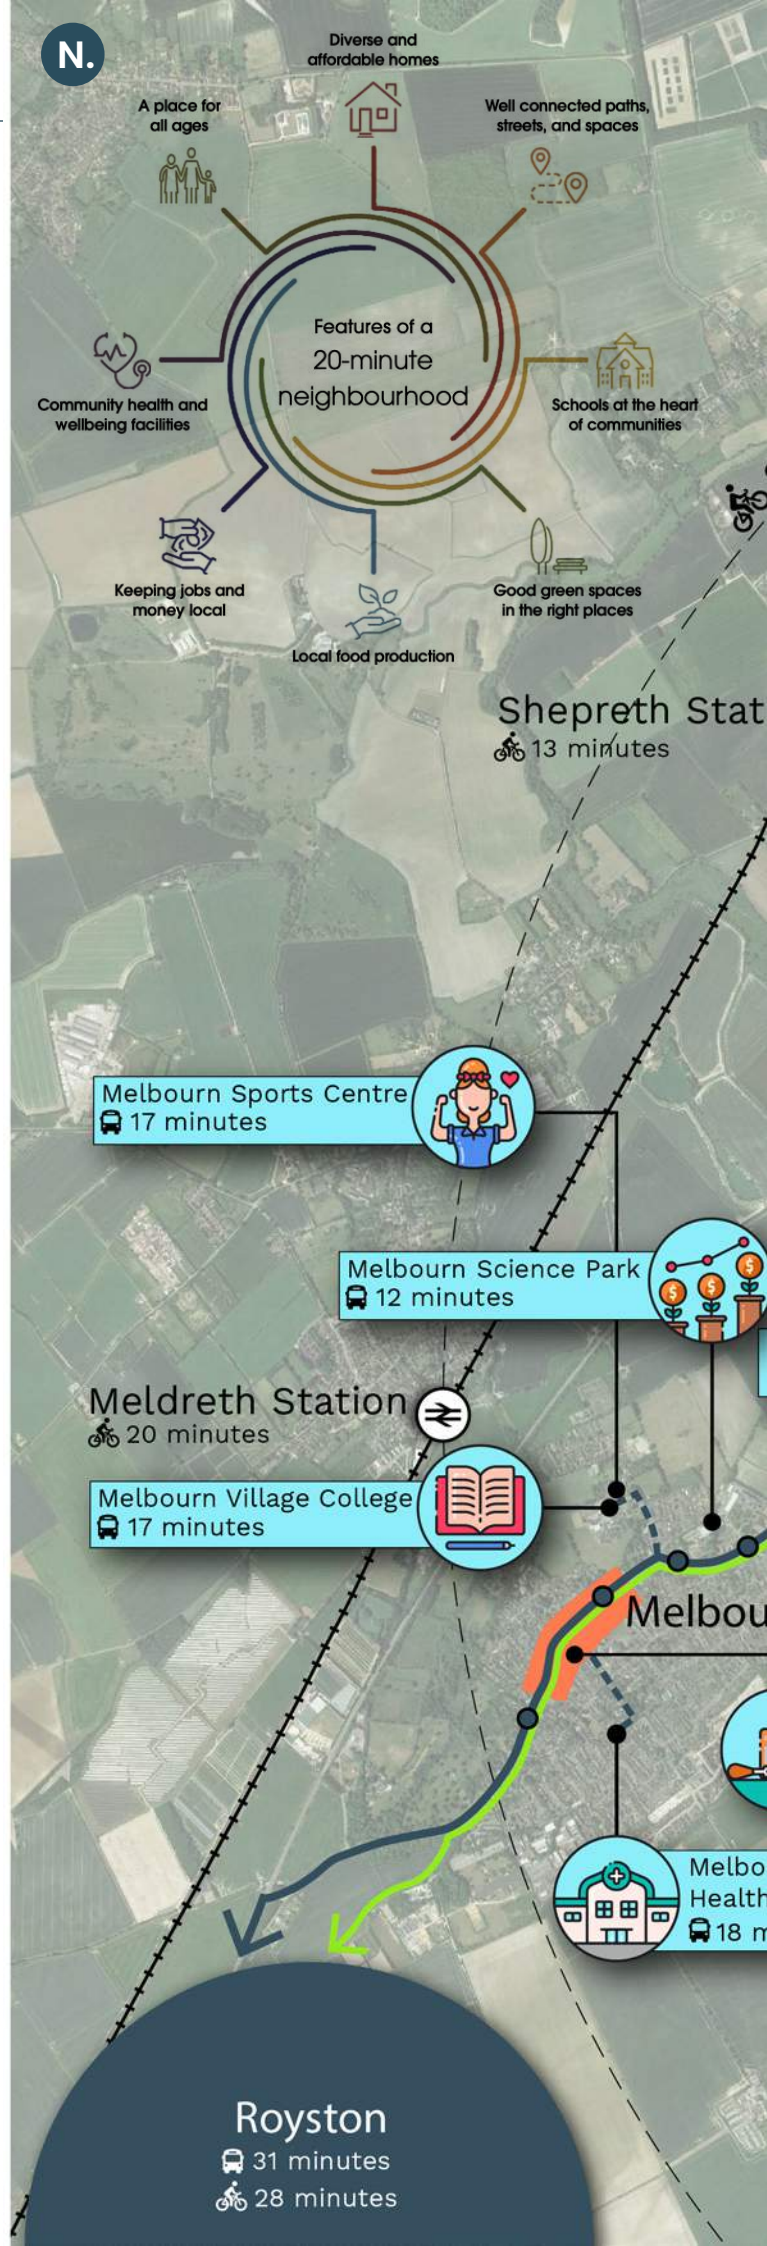 N.
Diverse and
affordable homes
A place for
all ages
Well connected paths,
streets, and spaces
Features of a
20-minute
neighbourhood
Community health and
wellbeing facilities
Schools at the heart
of communities
Keeping jobs and
money local
Good green spaces
in the right places
Local food production
Shepreth Stat
13 minutes
Melbourn Sports Centre
17 minutes
Melbourn Science Park
12 minutes
Meldreth Station
20 minutes
Melbourn Village College
17 minutes
Melbou
Melbo
Health
18 m
Royston
31 minutes
28 minutes